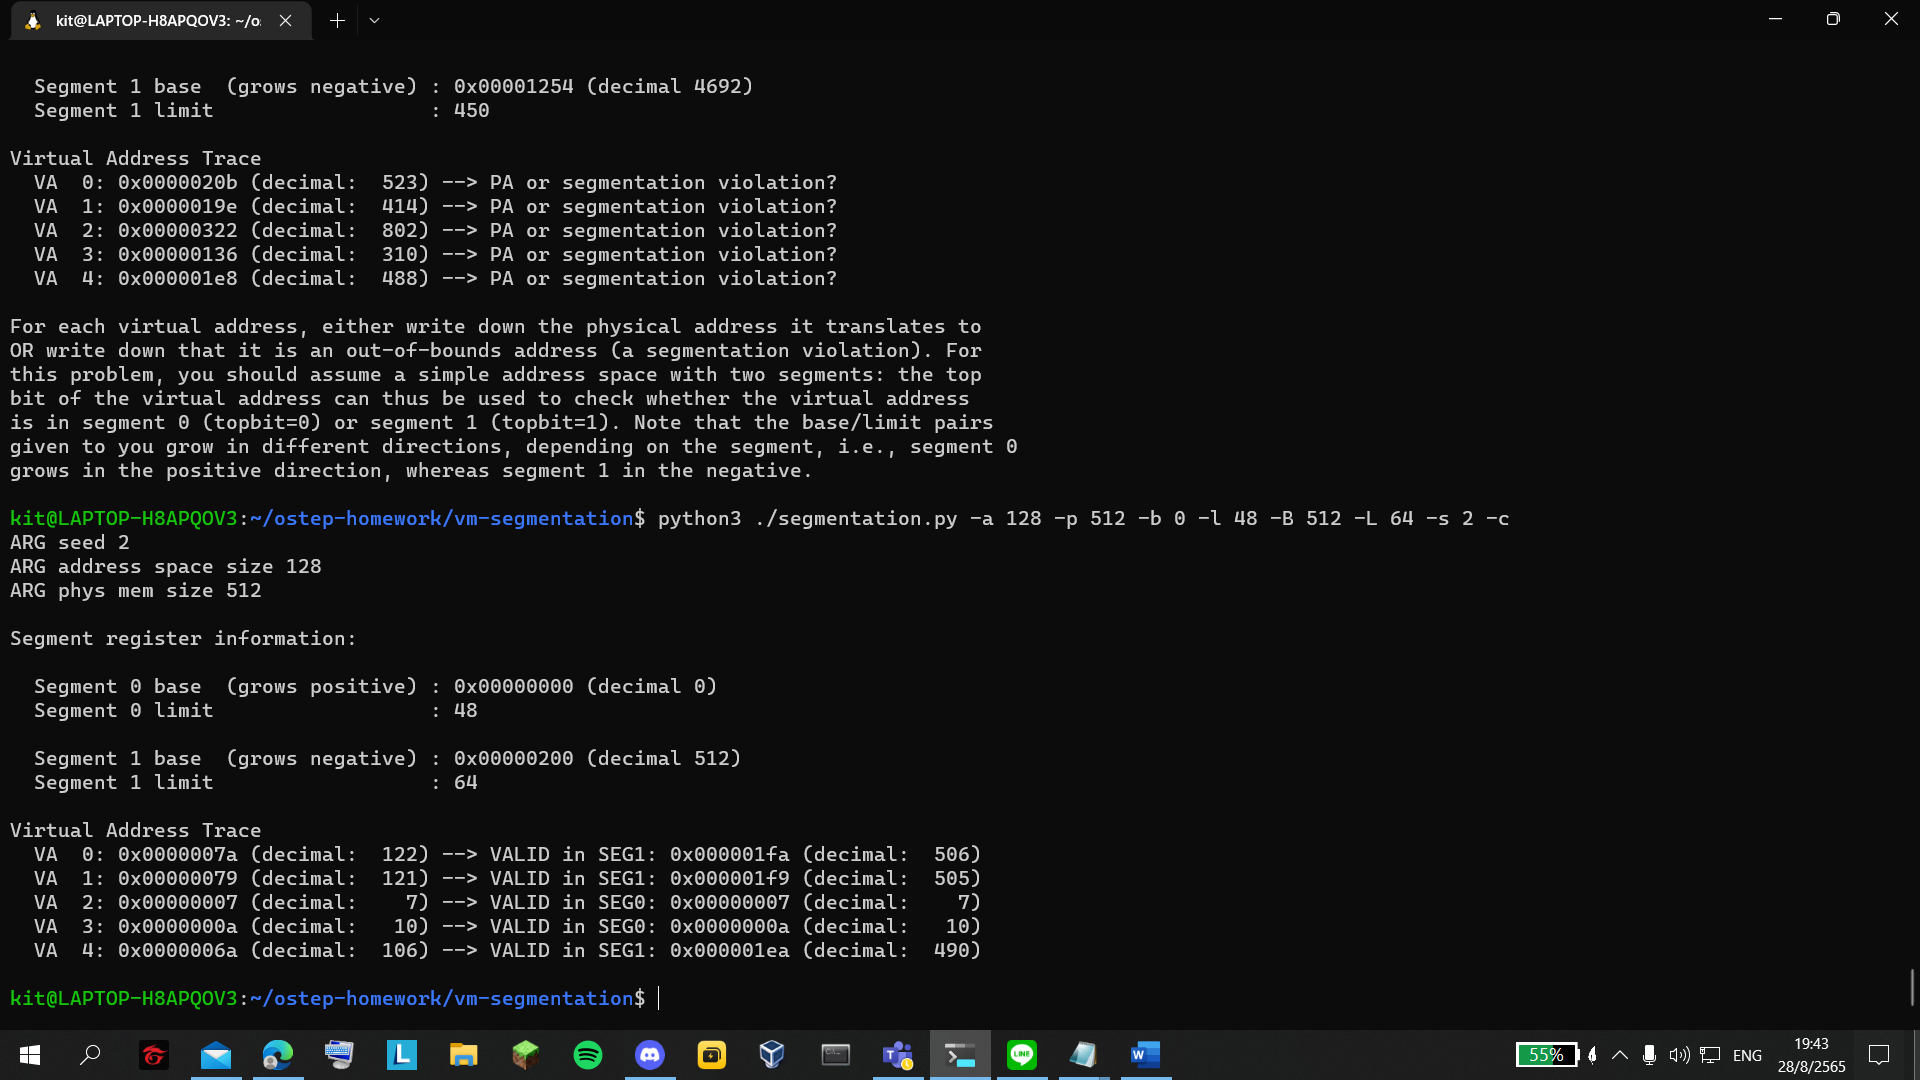 kit@LAPTOP-H8APQOV3: ~/o
Segment 1 base  (grows negative) : 0x00001254 (decimal 4692)
Segment 1 limit                  : 450
Virtual Address Trace
VA  0: 0x0000020b (decimal:  523) --> PA or segmentation violation?
VA  1: 0x0000019e (decimal:  414) --> PA or segmentation violation?
VA  2: 0x00000322 (decimal:  802) --> PA or segmentation violation?
VA  3: 0x00000136 (decimal:  310) --> PA or segmentation violation?
VA  4: 0x000001e8 (decimal:  488) --> PA or segmentation violation?
For each virtual address, either write down the physical address it translates to
OR write down that it is an out-of-bounds address (a segmentation violation). For
this problem, you should assume a simple address space with two segments: the top
bit of the virtual address can thus be used to check whether the virtual address
is in segment 0 (topbit=0) or segment 1 (topbit=1). Note that the base/limit pairs
given to you grow in different directions, depending on the segment, i.e., segment 0
grows in the positive direction, whereas segment 1 in the negative.
kit@LAPTOP-H8APQOV3:~/ostep-homework/vm-segmentation$ python3 ./segmentation.py -a 128 -p 512 -b 0 -l 48 -B 512 -L 64 -s 2 -c
ARG seed 2
ARG address space size 128
ARG phys mem size 512
Segment register information:
Segment 0 base  (grows positive) : 0x00000000 (decimal 0)
Segment 0 limit                  : 48
Segment 1 base  (grows negative) : 0x00000200 (decimal 512)
Segment 1 limit                  : 64
Virtual Address Trace
VA  0: 0x0000007a (decimal:  122) --> VALID in SEG1: 0x000001fa (decimal:  506)
VA  1: 0x00000079 (decimal:  121) --> VALID in SEG1: 0x000001f9 (decimal:  505)
VA  2: 0x00000007 (decimal:    7) --> VALID in SEG0: 0x00000007 (decimal:    7)
VA  3: 0x0000000a (decimal:   10) --> VALID in SEG0: 0x0000000a (decimal:   10)
VA  4: 0x0000006a (decimal:  106) --> VALID in SEG1: 0x000001ea (decimal:  490)
kit@LAPTOP-H8APQOV3:~/ostep-homework/vm-segmentation$
55%
ENG
19:43
28/8/2565